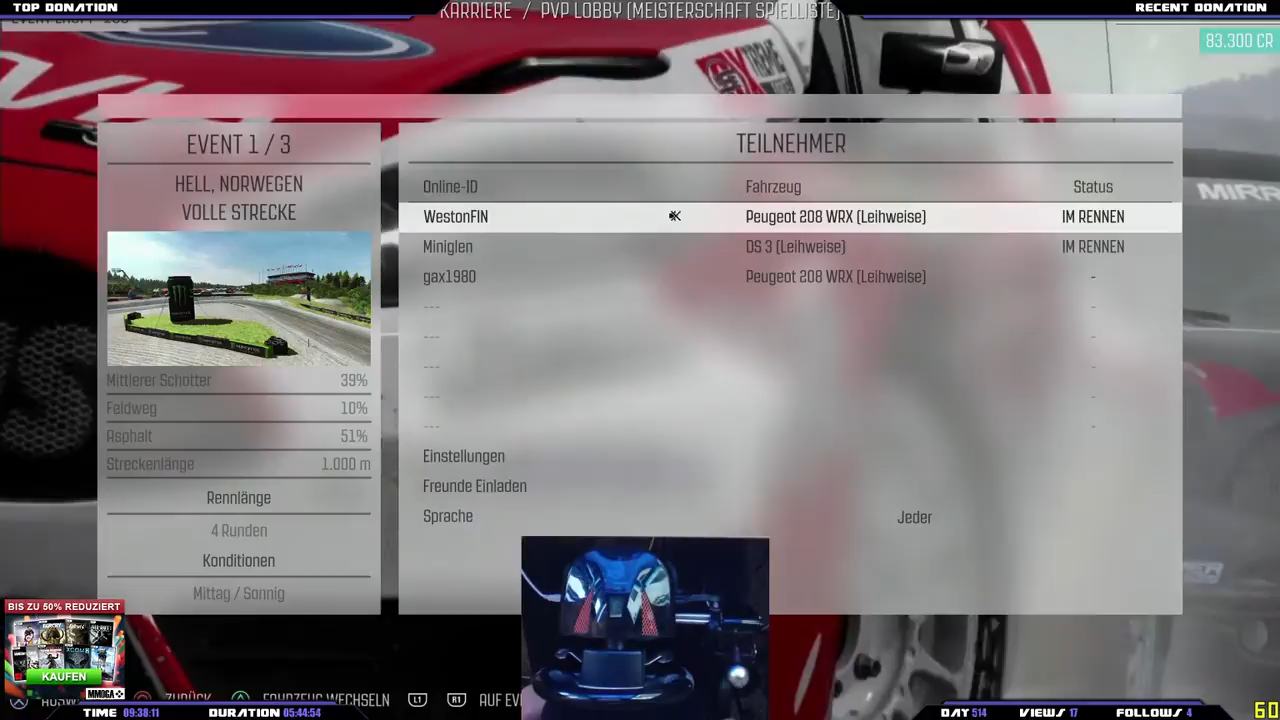 TOP DONATION
KARRIERE / PVP LOBBY (MEISTERSCHAFT SPIELLISTE)
RECENT DONATION
83.300 CR
EVENT 1 / 3
TEILNEHMER
HELL, NORWEGEN
VOLLE STRECKE
Online-ID Fahrzeug Status
WestonFIN Peugeot 208 WRX (Leihweise) IM RENNEN
Miniglen DS 3 (Leihweise) IM RENNEN
gax1980 Peugeot 208 WRX (Leihweise) -
--- -
--- -
--- -
--- -
--- -
Mittlerer Schotter 39%
Feldweg 10%
Asphalt 51%
Streckenlänge 1.000 m
Rennlänge
4 Runden
Konditionen
Mittag / Sonnig
Einstellungen
Freunde Einladen
Sprache Jeder
BIS ZU 50% REDUZIERT
KAUFEN
MMOGA
ZURÜCK FAHRZEUG WECHSELN L1 R1
TIME 09:38:11 DURATION 05:44:54 DAY 514 VIEWS 17 FOLLOWS 4
60